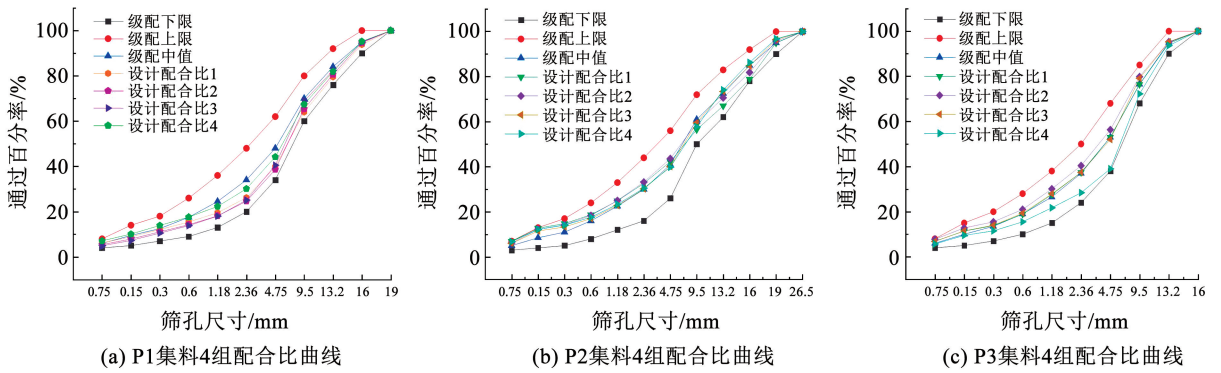 级配下限
级配上限
级配中值
设计配合比1
设计配合比2
设计配合比3
设计配合比4
通过百分率/%
100
80
60
40
20
0
0.75 0.15 0.3 0.6 1.18 2.36 4.75 9.5 13.2 16 19
筛孔尺寸/mm
(a) P1集料4组配合比曲线
级配下限
级配上限
级配中值
设计配合比1
设计配合比2
设计配合比3
设计配合比4
通过百分率/%
100
80
60
40
20
0
0.75 0.15 0.3 0.6 1.18 2.36 4.75 9.5 13.2 16 19 26.5
筛孔尺寸/mm
(b) P2集料4组配合比曲线
级配下限
级配上限
级配中值
设计配合比1
设计配合比2
设计配合比3
设计配合比4
通过百分率/%
100
80
60
40
20
0
0.75 0.15 0.3 0.6 1.18 2.36 4.75 9.5 13.2 16
筛孔尺寸/mm
(c) P3集料4组配合比曲线